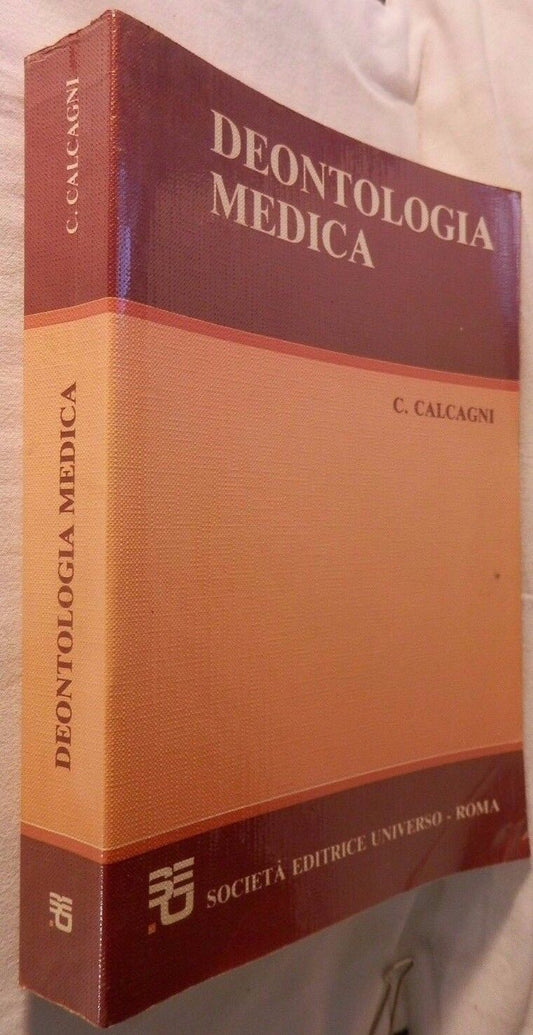 C. CALCAGNI
DEONTOLOGIA MEDICA
DEONTOLOGIA
MEDICA
C. CALCAGNI
SOCIETÀ EDITRICE UNIVERSO - ROMA